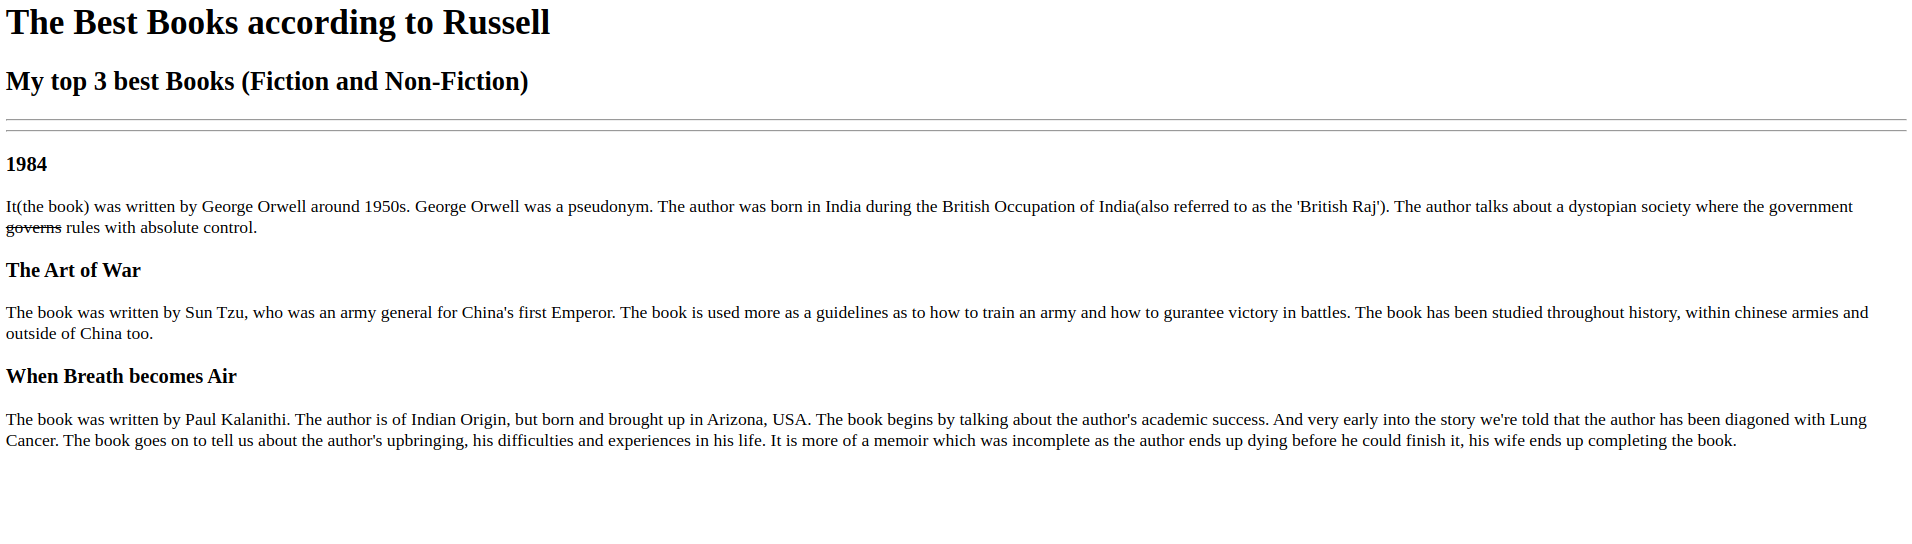 The Best Books according to Russell
My top 3 best Books (Fiction and Non-Fiction)
1984
It(the book) was written by George Orwell around 1950s. George Orwell was a pseudonym. The author was born in India during the British Occupation of India(also referred to as the 'British Raj'). The author talks about a dystopian society where the government
governs rules with absolute control.
The Art of War
The book was written by Sun Tzu, who was an army general for China's first Emperor. The book is used more as a guidelines as to how to train an army and how to gurantee victory in battles. The book has been studied throughout history, within chinese armies and
outside of China too.
When Breath becomes Air
The book was written by Paul Kalanithi. The author is of Indian Origin, but born and brought up in Arizona, USA. The book begins by talking about the author's academic success. And very early into the story we're told that the author has been diagoned with Lung
Cancer. The book goes on to tell us about the author's upbringing, his difficulties and experiences in his life. It is more of a memoir which was incomplete as the author ends up dying before he could finish it, his wife ends up completing the book.